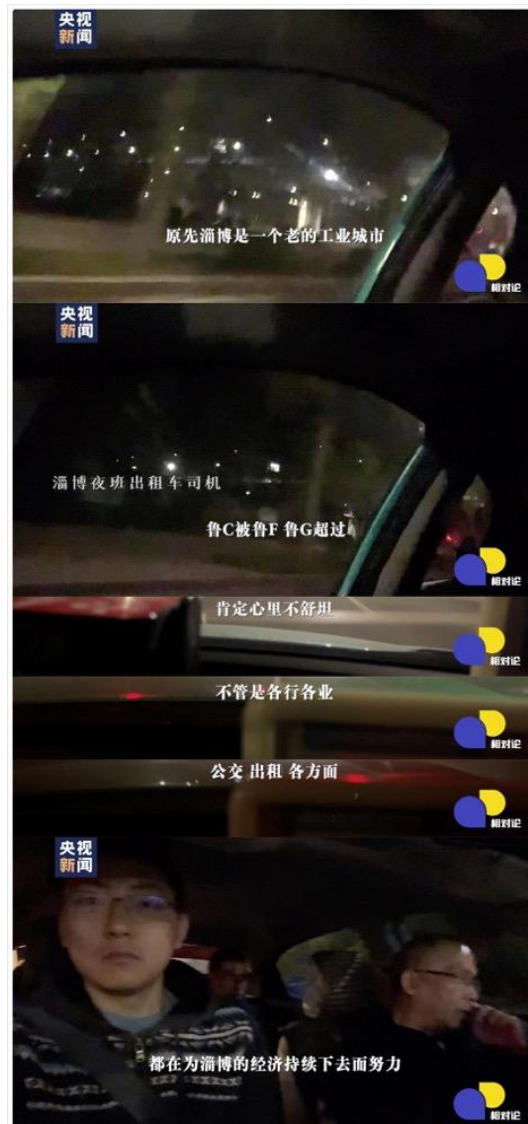 央视
新闻
原先淄博是一个老的工业城市
相对论
央视
新闻
淄博夜班出租车司机
鲁C被鲁F 鲁G超过
相对论
肯定心里不舒坦
相对论
不管是各行各业
相对论
公交 出租 各方面
相对论
央视
新闻
都在为淄博的经济持续下去而努力
相对论